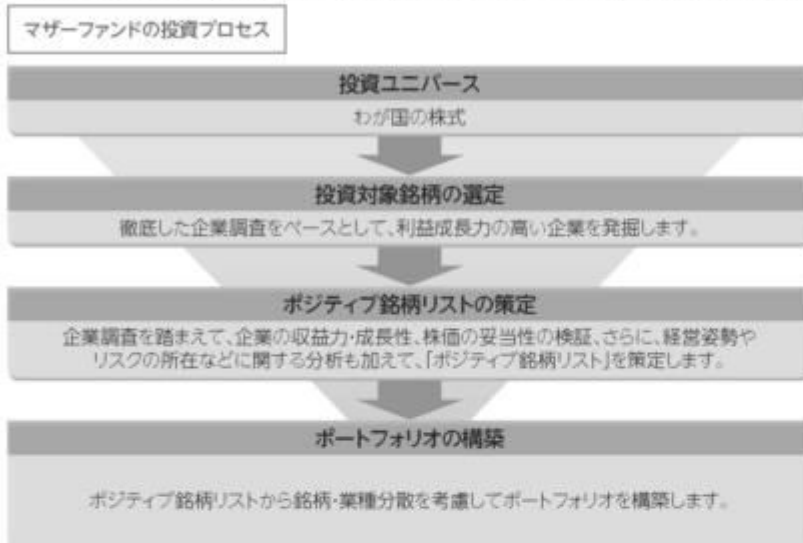 マザーファンドの投資プロセス
投資ユニバース
わが国の株式
投資対象銘柄の選定
徹底した企業調査をベースとして、利益成長力の高い企業を発掘します。
ポジティブ銘柄リストの策定
企業調査を踏まえて、企業の収益力・成長性、株価の妥当性の検証、さらに、経営姿勢や
リスクの所在などに関する分析も加えて、「ポジティブ銘柄リスト」を策定します。
ポートフォリオの構築
ポジティブ銘柄リストから銘柄・業種分散を考慮してポートフォリオを構築します。